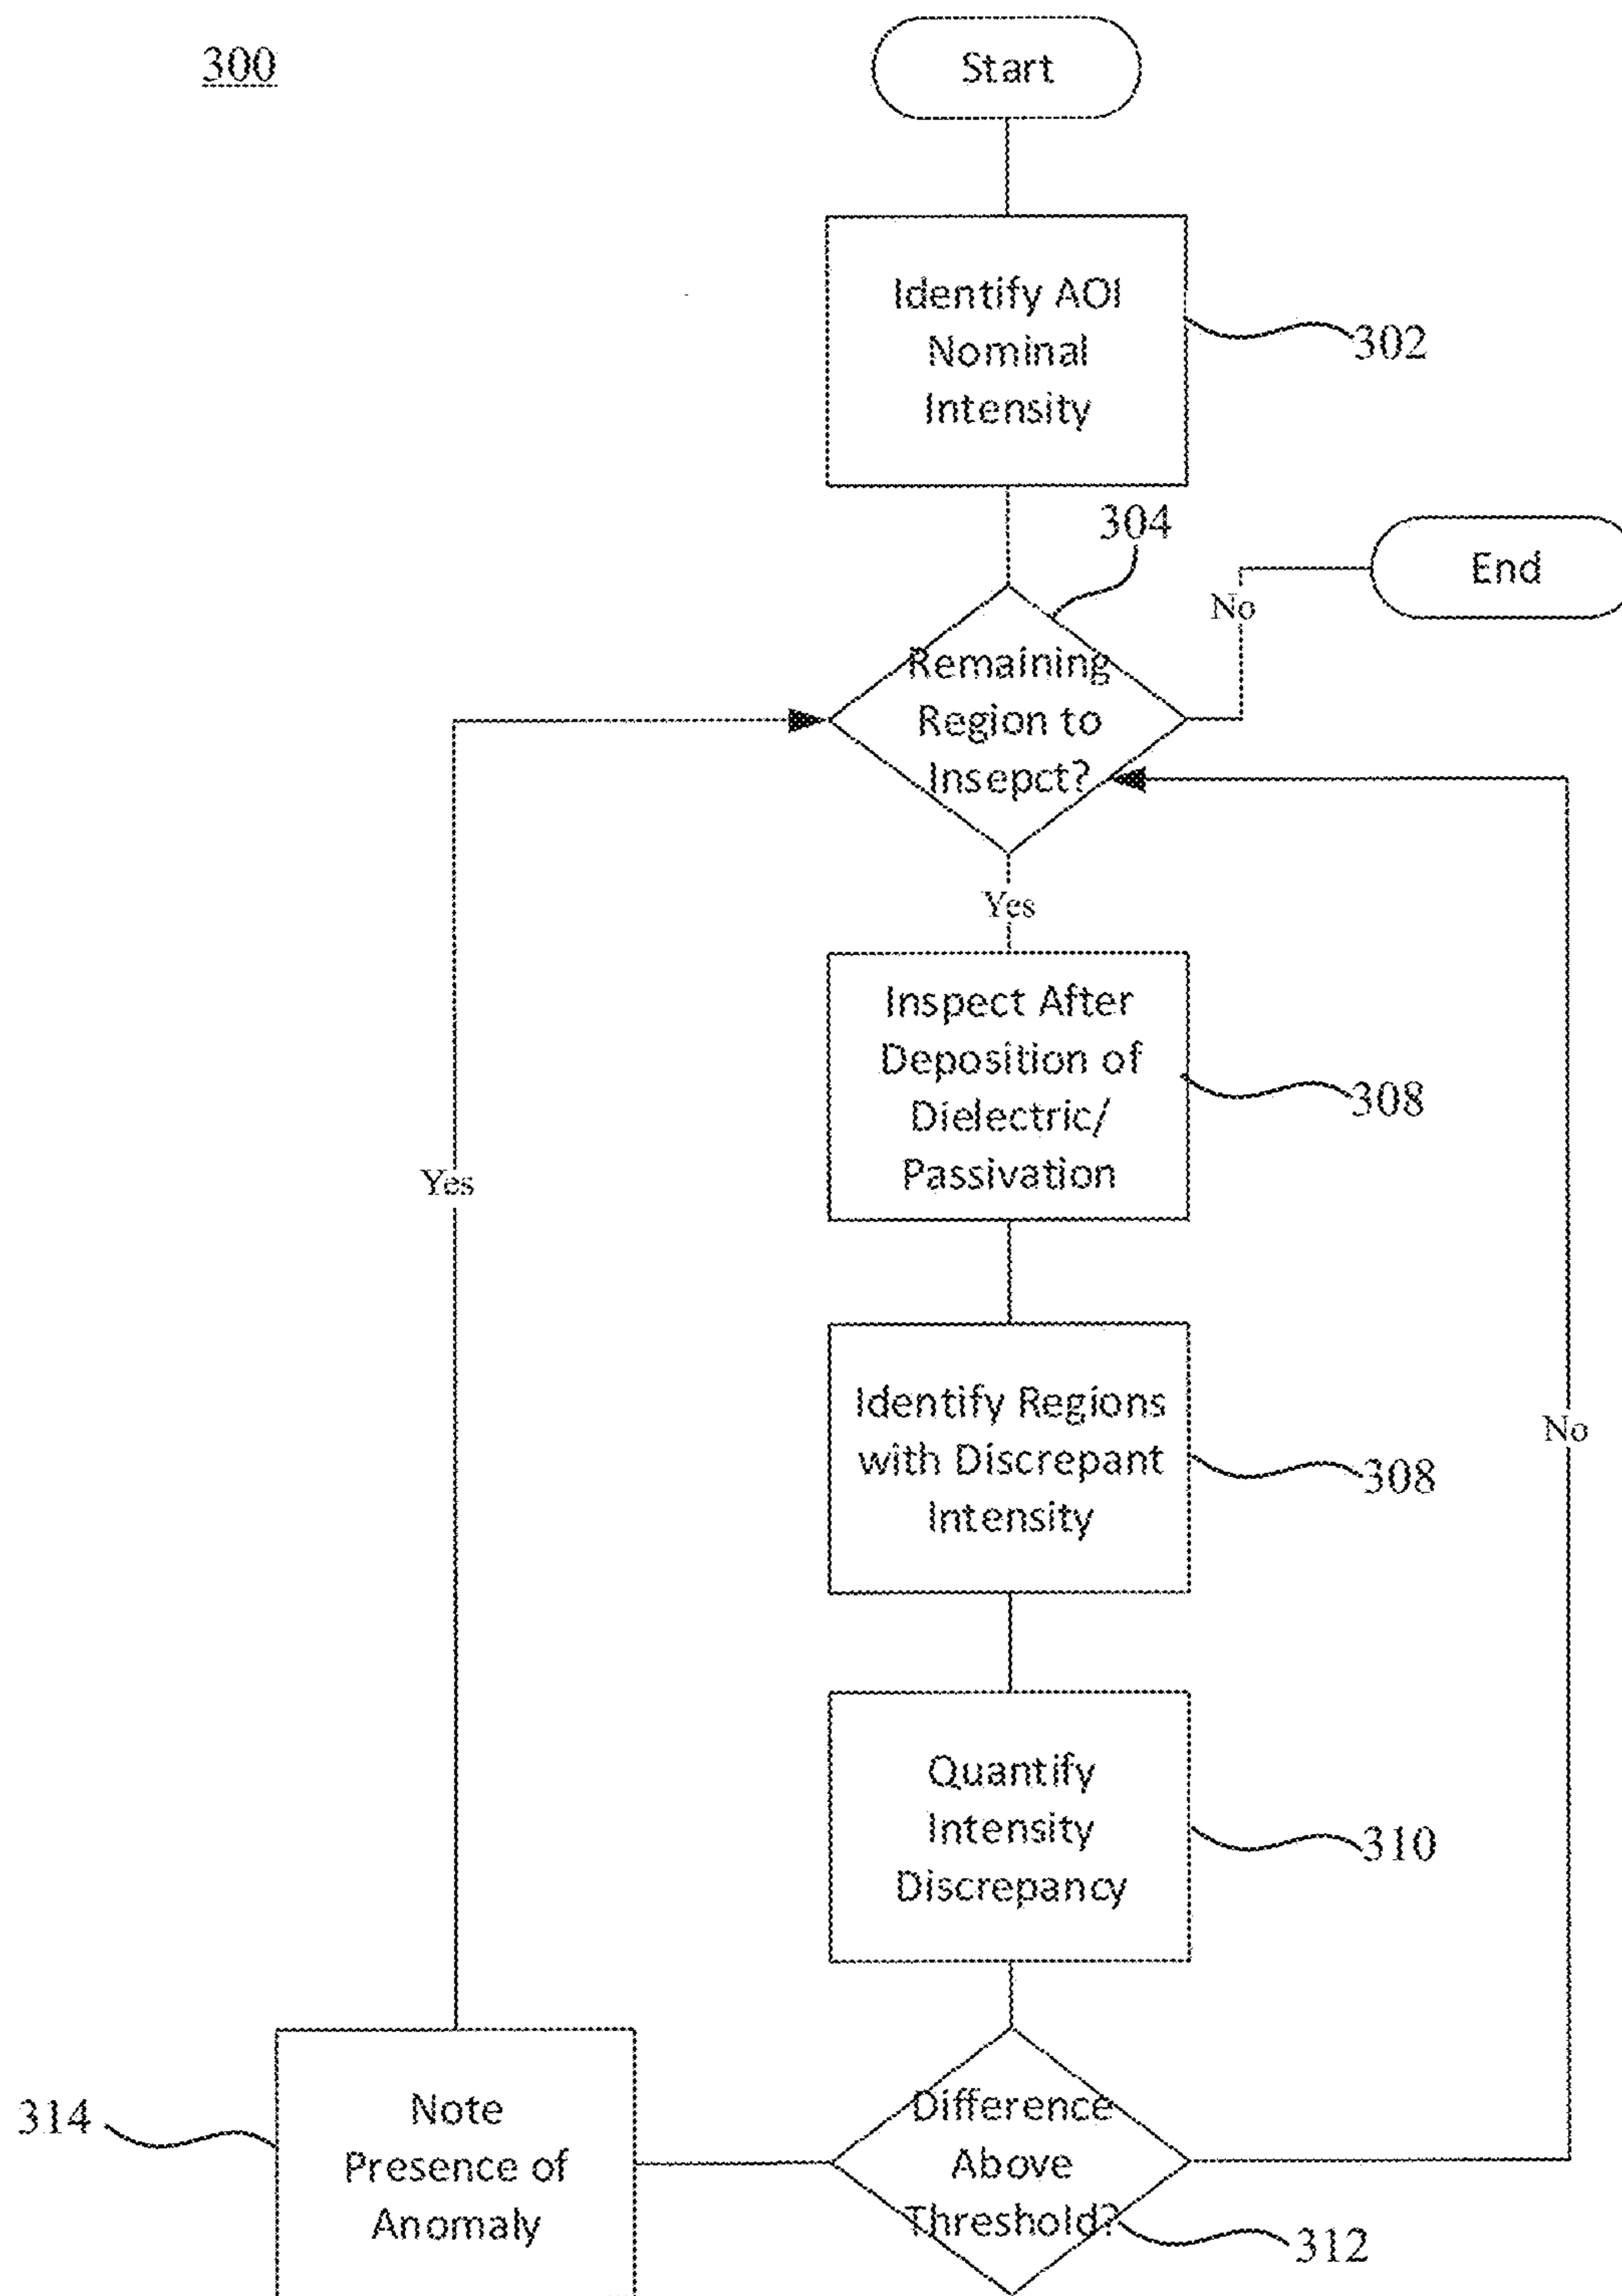 300
Start
Identify AOI
Nominal
Intensity
302
304
End
No
Remaining
Region to
Insepct?
Yes
Inspect After
Deposition of
Dielectric/
Passivation
308
Yes
Identify Regions
with Discrepant
Intensity
308
No
Quantify
Intensity
Discrepancy
310
314
Note
Presence of
Anomaly
Difference
Above
Threshold?
312